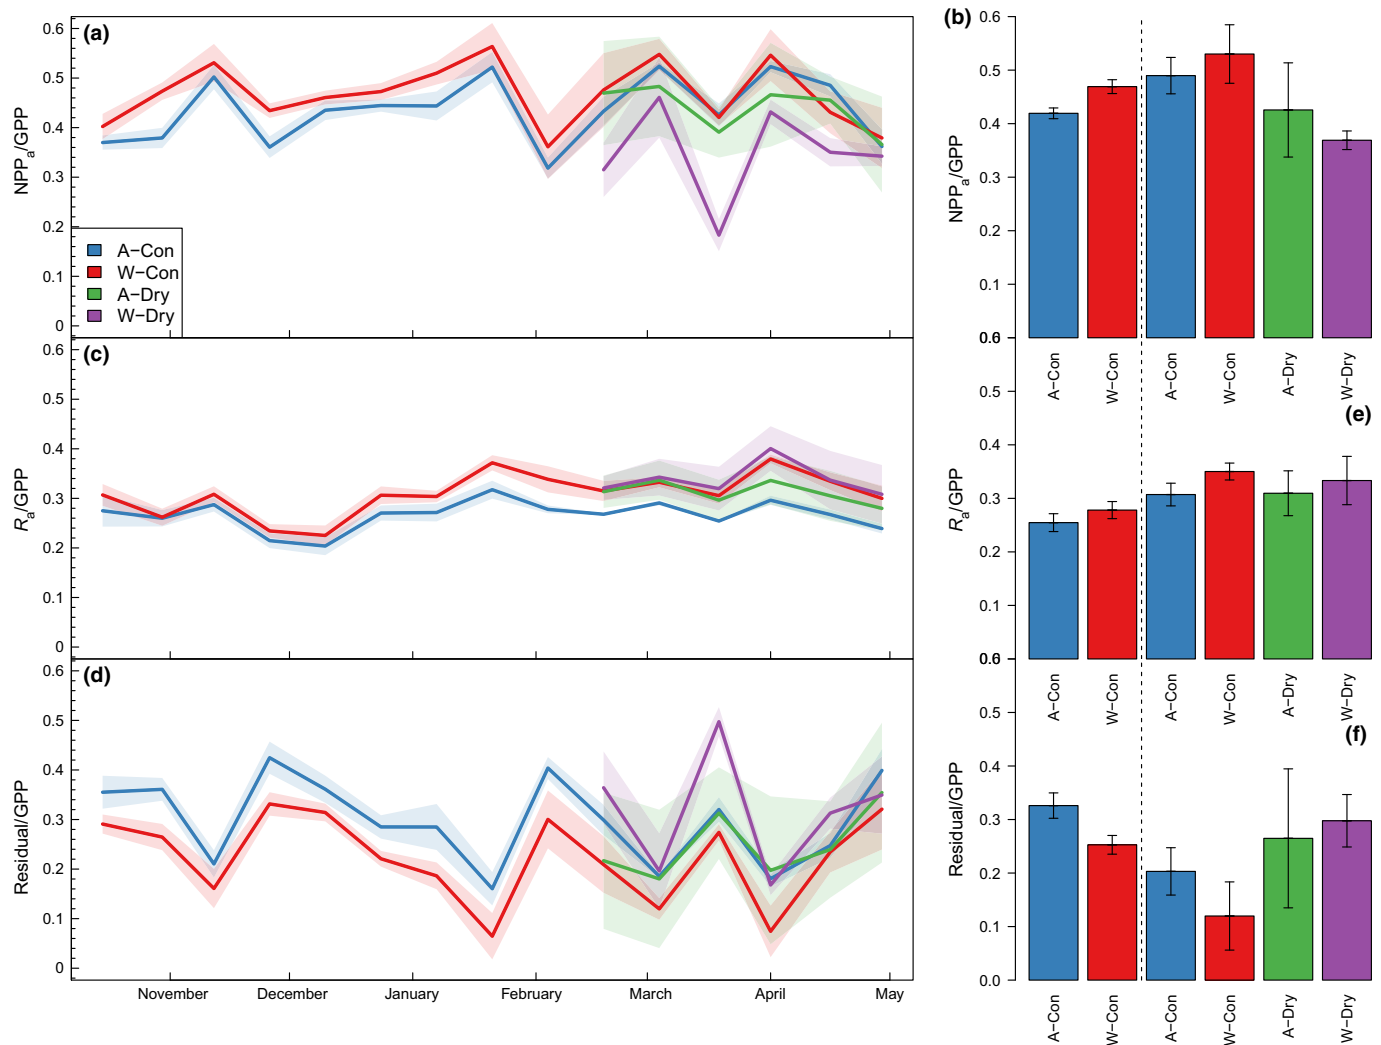 (a)
NPPa/GPP
0.6
0.5
0.4
0.3
0.2
0.1
0
A−Con
W−Con
A−Dry
W−Dry
(b)
NPPa/GPP
0.6
0.5
0.4
0.3
0.2
0.1
A−Con
W−Con
A−Con
W−Con
A−Dry
W−Dry
(c)
Ra/GPP
0.6
0.5
0.4
0.3
0.2
0.1
0
(e)
Ra/GPP
0.6
0.5
0.4
0.3
0.2
0.1
A−Con
W−Con
A−Con
W−Con
A−Dry
W−Dry
(d)
Residual/GPP
0.6
0.5
0.4
0.3
0.2
0.1
0
November
December
January
February
March
April
May
(f)
Residual/GPP
0.5
0.4
0.3
0.2
0.1
0.0
A−Con
W−Con
A−Con
W−Con
A−Dry
W−Dry